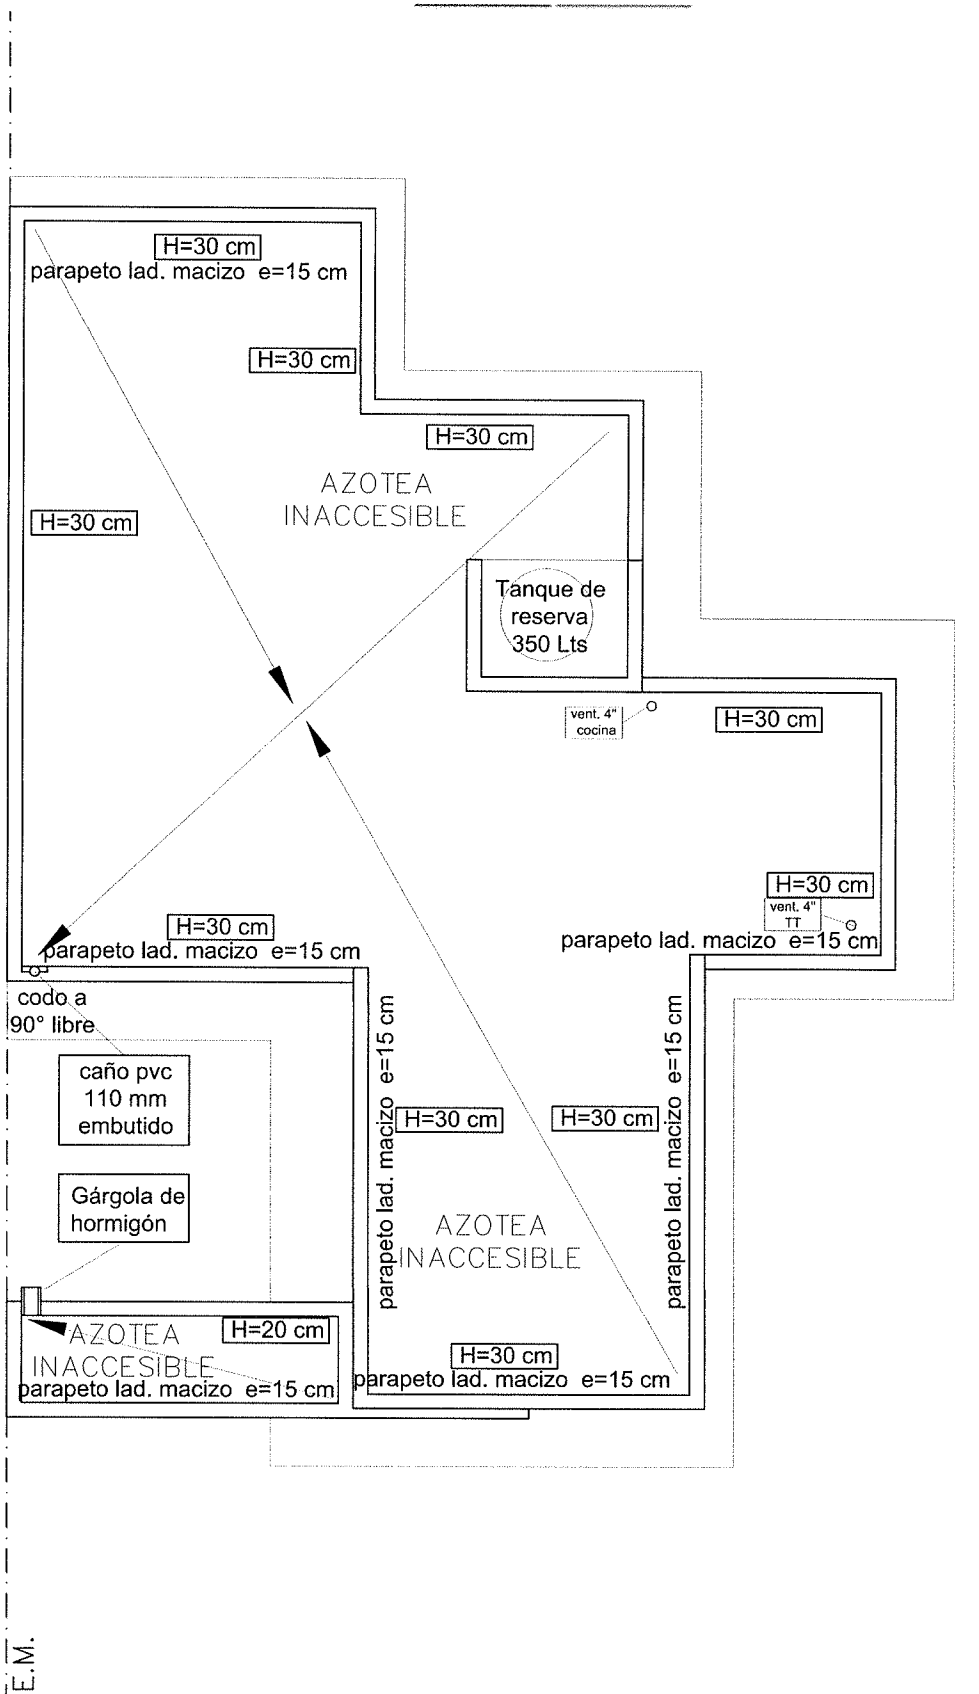 H=30 cm
parapeto lad. macizo e=15 cm
H=30 cm
H=30 cm
AZOTEA
INACCESIBLE
H=30 cm
Tanque de
reserva
350 Lts
vent. 4"
cocina
H=30 cm
H=30 cm
vent. 4"
TT
parapeto lad. macizo e=15 cm
H=30 cm
parapeto lad. macizo e=15 cm
codo a
90° libre
caño pvc
110 mm
embutido
parapeto lad. macizo e=15 cm
H=30 cm
H=30 cm
parapeto lad. macizo e=15 cm
Gárgola de
hormigón
AZOTEA
INACCESIBLE
H=20 cm
AZOTEA
INACCESIBLE
parapeto lad. macizo e=15 cm
H=30 cm
parapeto lad. macizo e=15 cm
E.M.